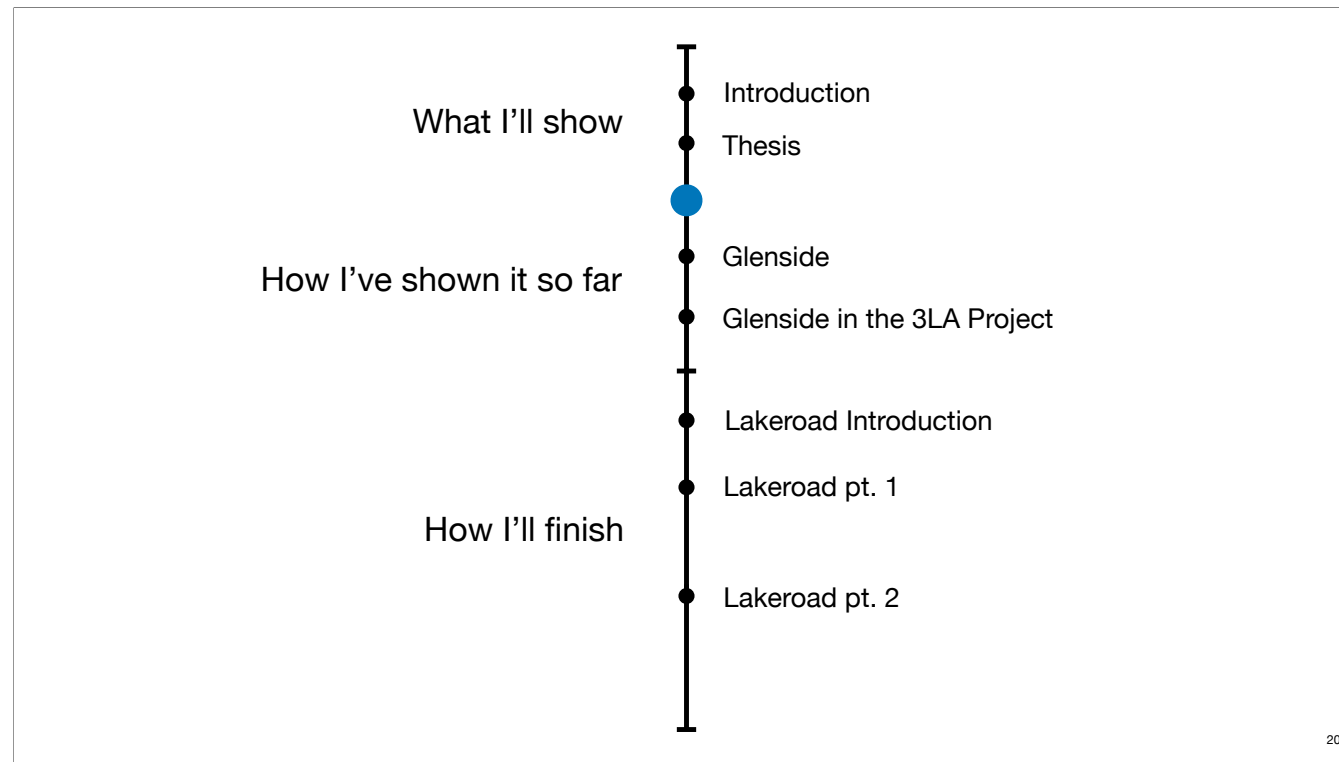 What I'll show
Introduction
Thesis
How I've shown it so far
Glenside
Glenside in the 3LA Project
How I'll finish
Lakeroad Introduction
Lakeroad pt. 1
Lakeroad pt. 2
20